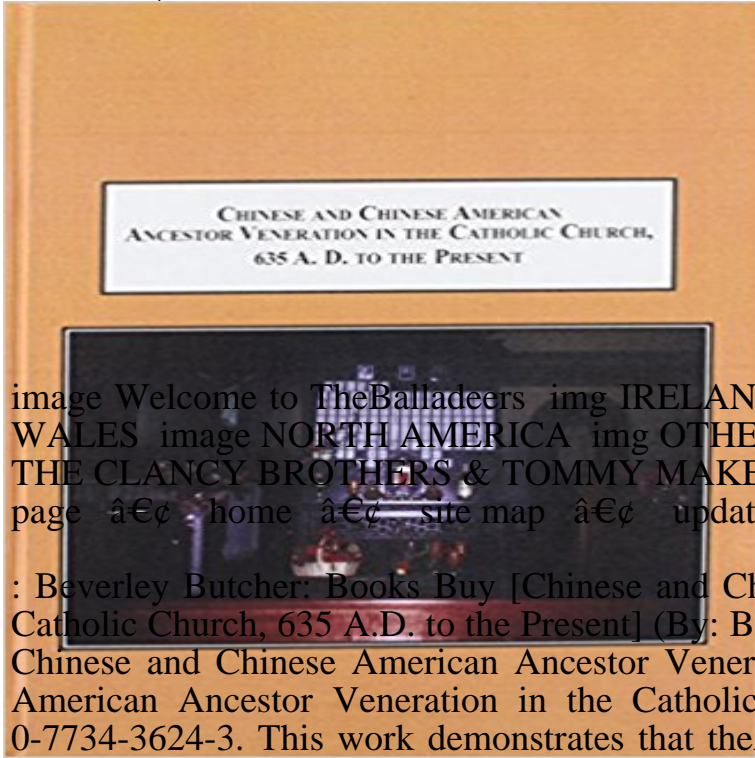 CHINESE AND CHINESE AMERICAN
ANCESTOR VENERATION IN THE CATHOLIC CHURCH,
635 A. D. TO THE PRESENT
image Welcome to TheBalladeers img IRELAN
WALES image NORTH AMERICA img OTHE
THE CLANCY BROTHERS & TOMMY MAKE
page â€¢ home â€¢ site map â€¢ updat
: Beverley Butcher: Books Buy [Chinese and Ch
Catholic Church, 635 A.D. to the Present] (By: B
Chinese and Chinese American Ancestor Vener
American Ancestor Veneration in the Catholic
0-7734-3624-3. This work demonstrates that the